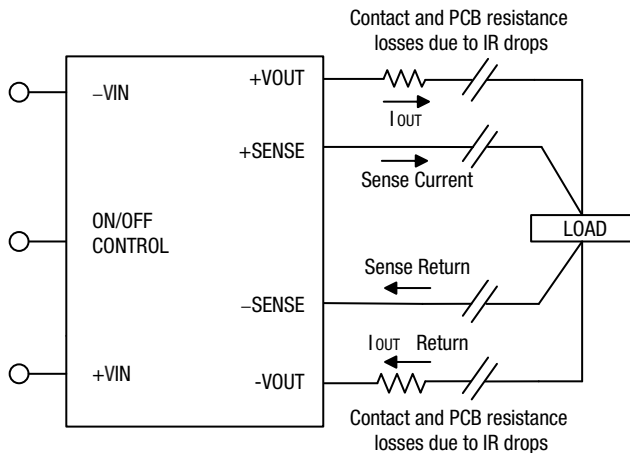 Contact and PCB resistance
losses due to IR drops
+VOUT
–VIN
IOUT
+SENSE
Sense Current
ON/OFF
CONTROL
LOAD
Sense Return
–SENSE
IOUT Return
+VIN
-VOUT
Contact and PCB resistance
losses due to IR drops